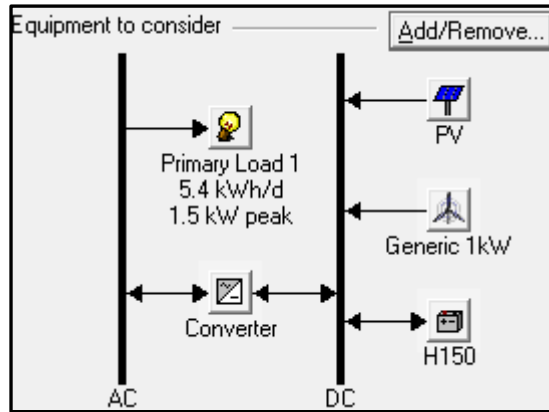 Equipment to consider
Add/Remove...
Primary Load 1
5.4 kWh/d
1.5 kW peak
PV
Generic 1kW
Converter
H150
AC
DC